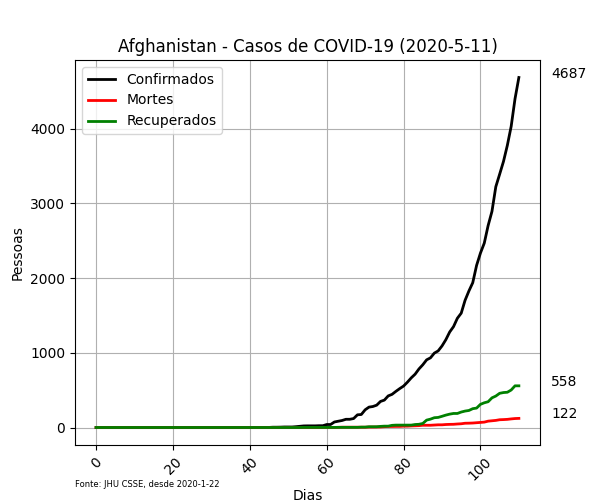 Afghanistan - Casos de COVID-19 (2020-5-11)
Confirmados
Mortes
Recuperados
4687
558
122
Pessoas
4000
3000
2000
1000
0
0
20
40
60
80
100
Fonte: JHU CSSE, desde 2020-1-22
Dias